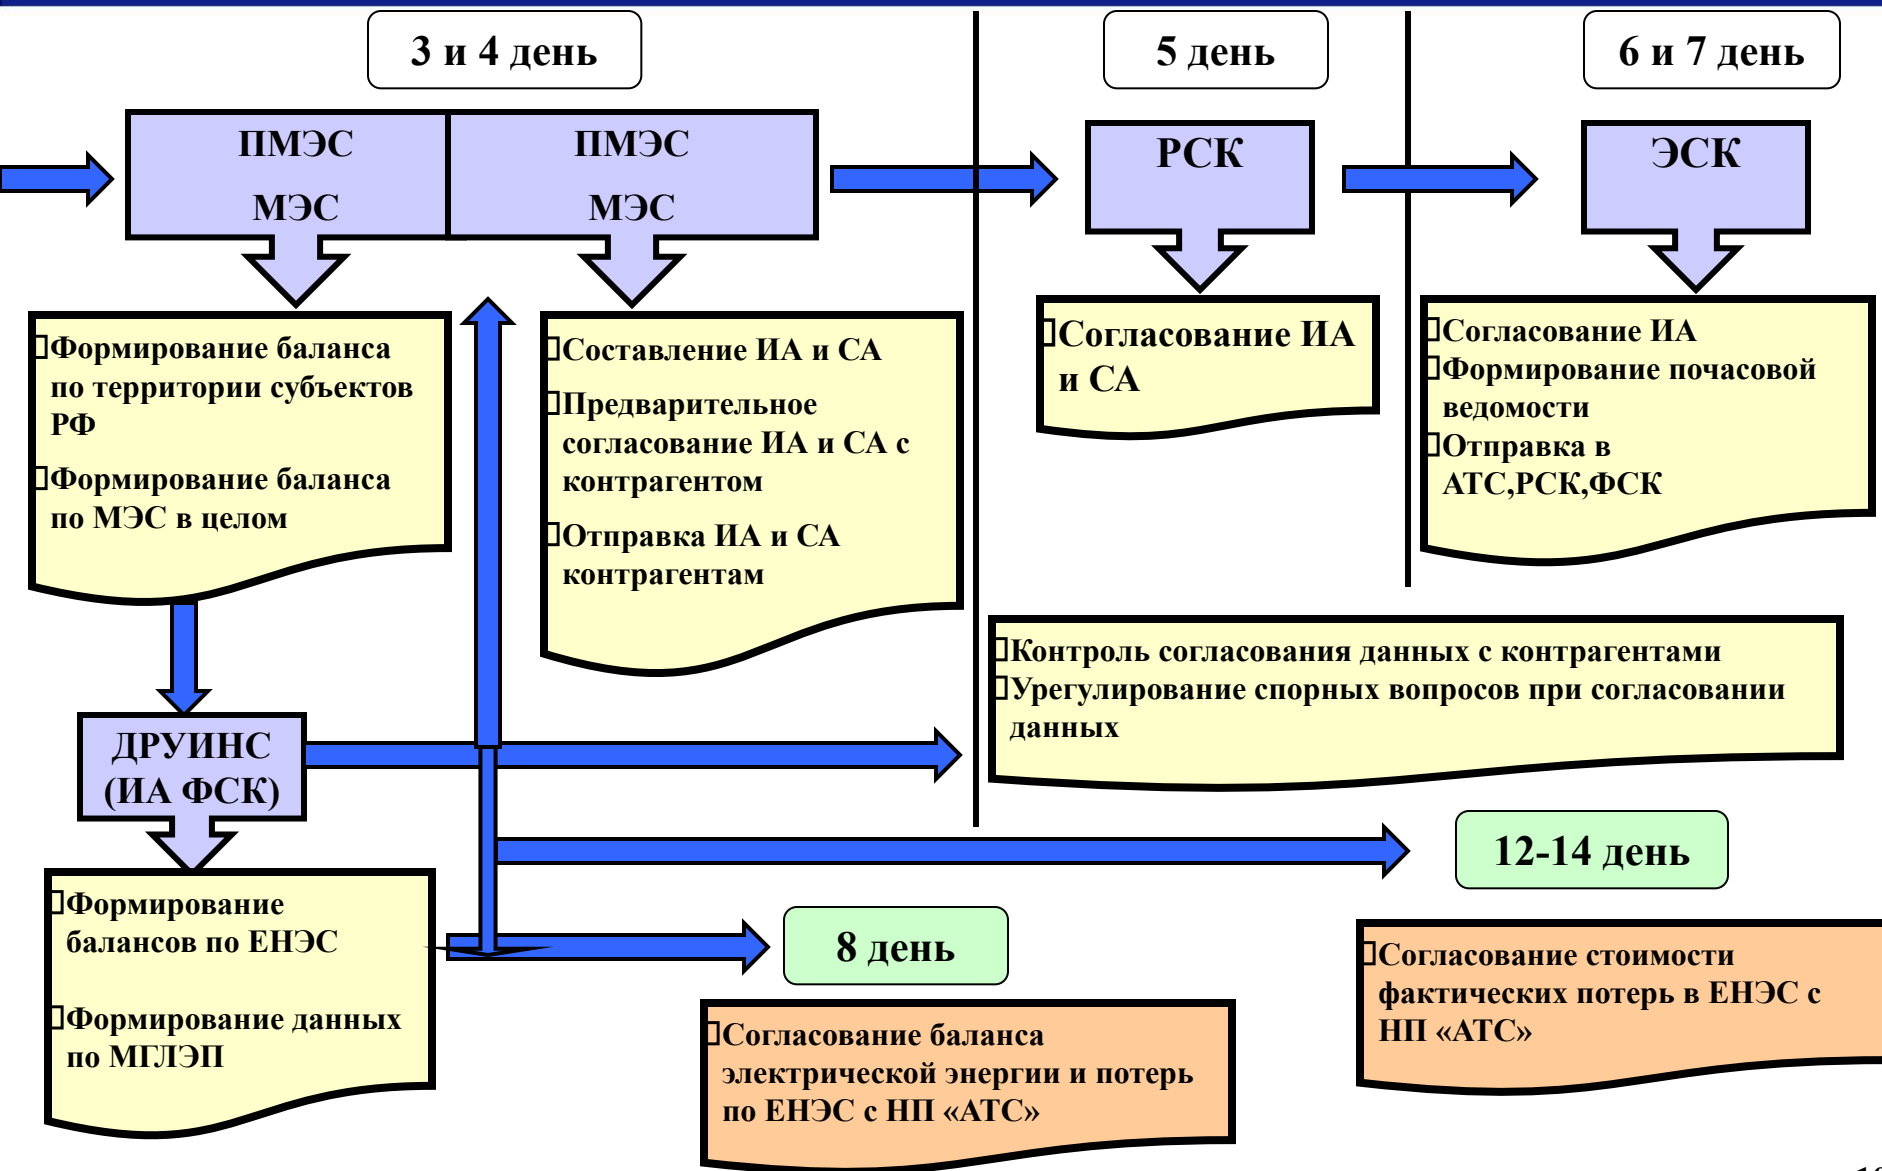 3 и 4 день
5 день
6 и 7 день
ПМЭС
МЭС
ПМЭС
МЭС
РСК
ЭСК
Формирование баланса
по территории субъектов
РФ
Формирование баланса
по МЭС в целом
Составление ИА и СА
Предварительное
согласование ИА и СА с
контрагентом
Отправка ИА и СА
контрагентам
Согласование ИА
и СА
Согласование ИА
Формирование почасовой
ведомости
Отправка в
АТС,РСК,ФСК
Контроль согласования данных с контрагентами
Урегулирование спорных вопросов при согласовании
данных
ДРУИНС
(ИА ФСК)
12-14 день
Формирование
балансов по ЕНЭС
Формирование данных
по МГЛЭП
8 день
Согласование стоимости
фактических потерь в ЕНЭС с
НП «АТС»
Согласование баланса
электрической энергии и потерь
по ЕНЭС с НП «АТС»